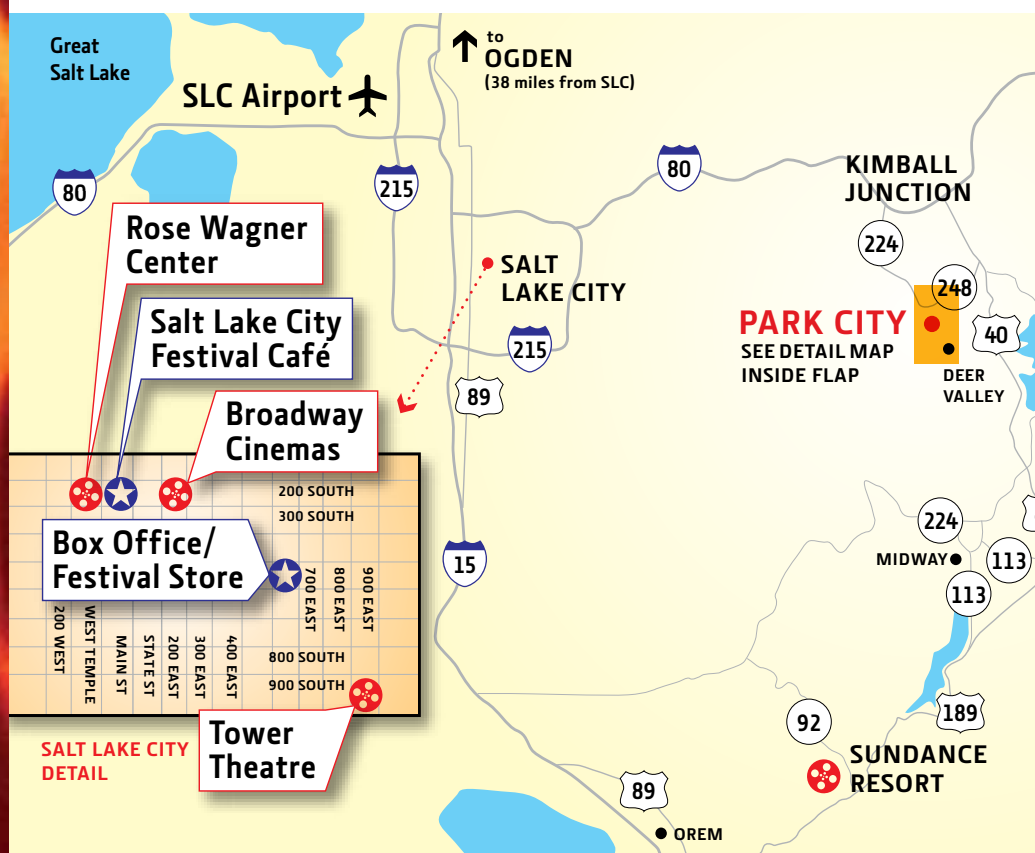 Great
Salt Lake
to
OGDEN
(38 miles from SLC)
SLC Airport
80
215
80
KIMBALL
JUNCTION
224
248
Rose Wagner
Center
SALT
LAKE CITY
Salt Lake City
Festival Café
PARK CITY
SEE DETAIL MAP
INSIDE FLAP
40
DEER
VALLEY
215
89
Broadway
Cinemas
200 SOUTH
300 SOUTH
Box Office/
Festival Store
15
224
MIDWAY
113
113
700 EAST
800 EAST
900 EAST
200 WEST
WEST TEMPLE
MAIN ST
STATE ST
200 EAST
300 EAST
400 EAST
800 SOUTH
900 SOUTH
SALT LAKE CITY
DETAIL
Tower
Theatre
92
189
SUNDANCE
RESORT
89
OREM